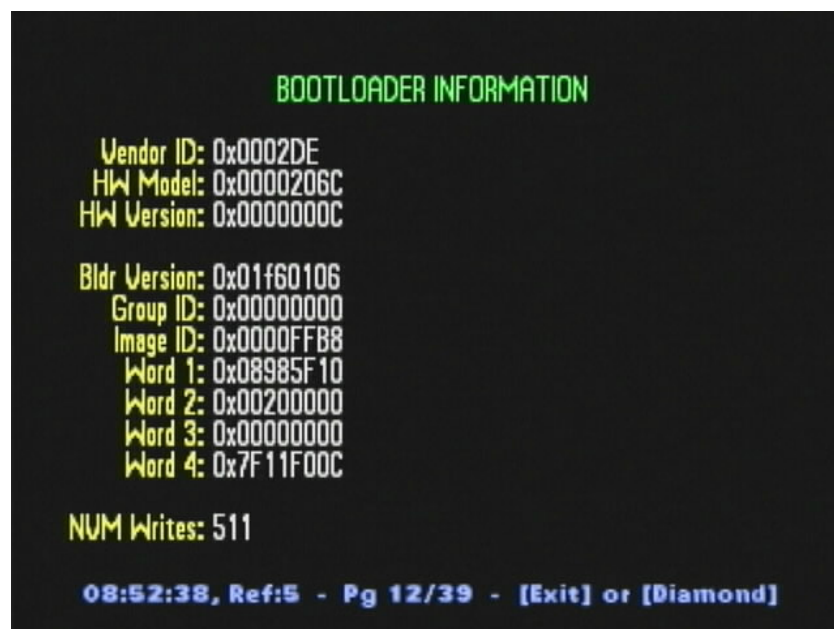 BOOTLOADER INFORMATION
Vendor ID: 0x0002DE
HW Model: 0x0000206C
HW Version: 0x0000000C
Bldr Version: 0x01f60106
Group ID: 0x00000000
Image ID: 0x0000FFB8
Word 1: 0x08985F10
Word 2: 0x00200000
Word 3: 0x00000000
Word 4: 0x7F11F00C
NVM Writes: 511
08:52:38, Ref:5 - Pg 12/39 - [Exit] or [Diamond]